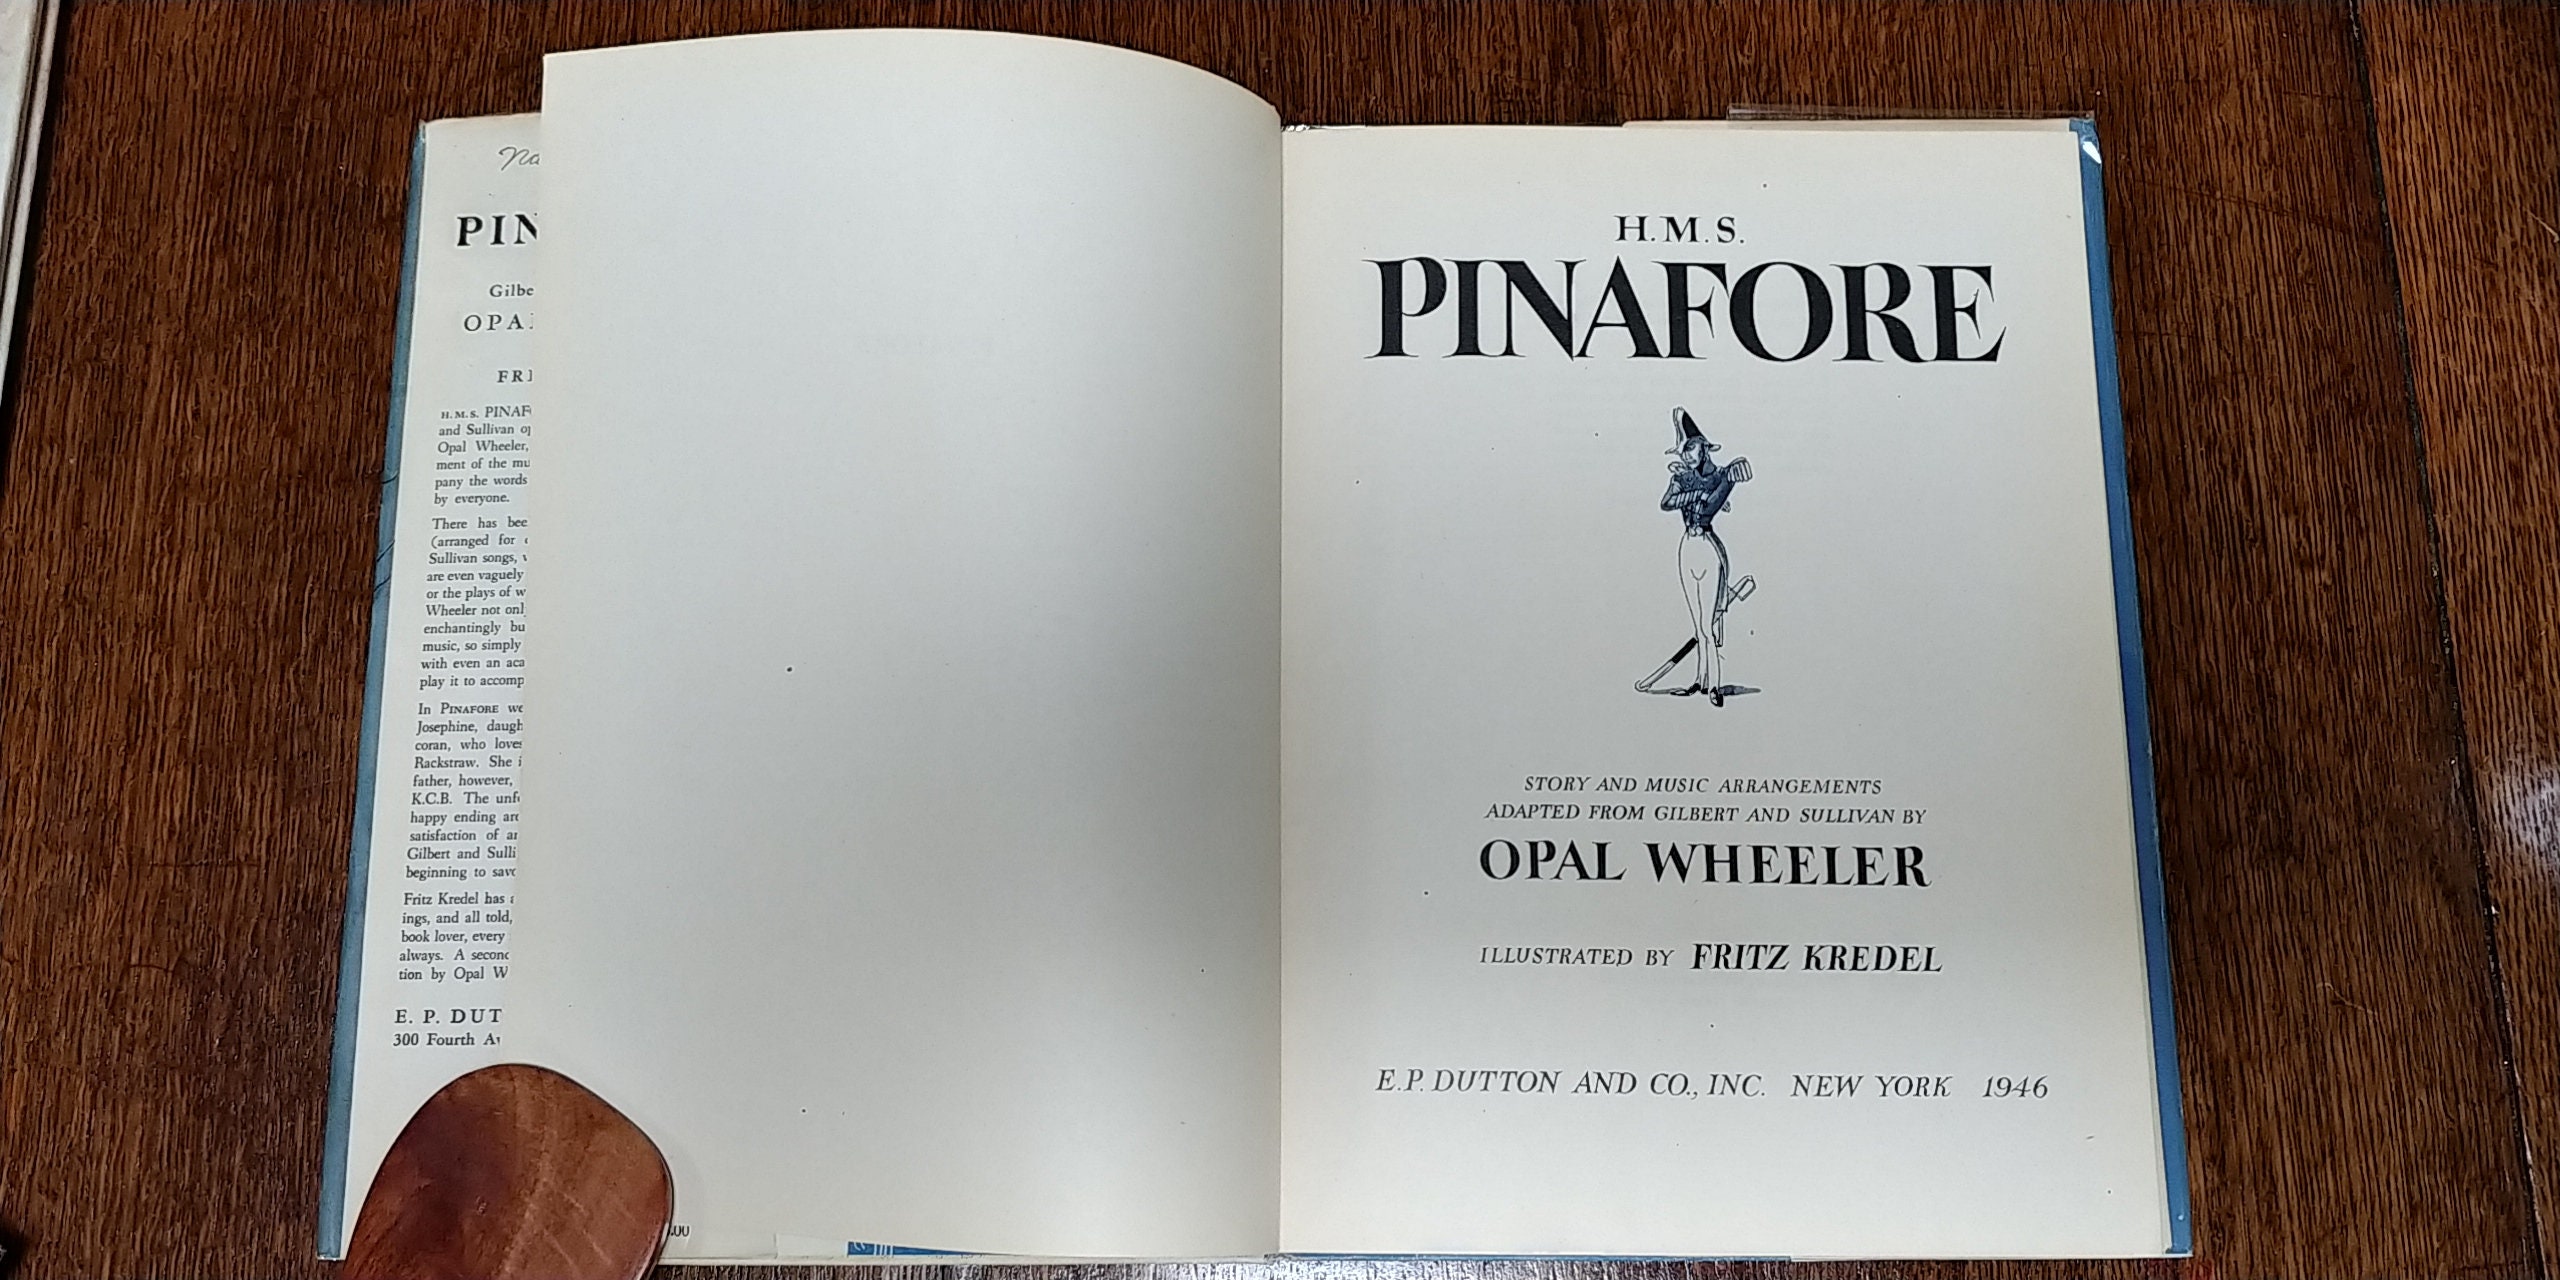 PIN
Gilbe
OPA
FRI
H.M.S. PINAF
and Sullivan o
Opal Wheeler,
ment of the mu
pany the words
by everyone.
There has bee
(arranged for
Sullivan songs,
are even vaguely
or the plays of w
Wheeler not onl
enchantingly bu
music, so simply
with even an aca
play it to accomp
In PINAFORE we
Josephine, daugh
coran, who loves
Rackstraw. She i
father, however,
K.C.B. The unf
happy ending are
satisfaction of ar
Gilbert and Sulli
beginning to savo
Fritz Kredel has
ings, and all told,
book lover, every
always. A second
tion by Opal W
E. P. DUT
300 Fourth A
.00
H.M.S.
PINAFORE
STORY AND MUSIC ARRANGEMENTS
ADAPTED FROM GILBERT AND SULLIVAN BY
OPAL WHEELER
ILLUSTRATED BY FRITZ KREDEL
E.P. DUTTON AND CO., INC. NEW YORK 1946